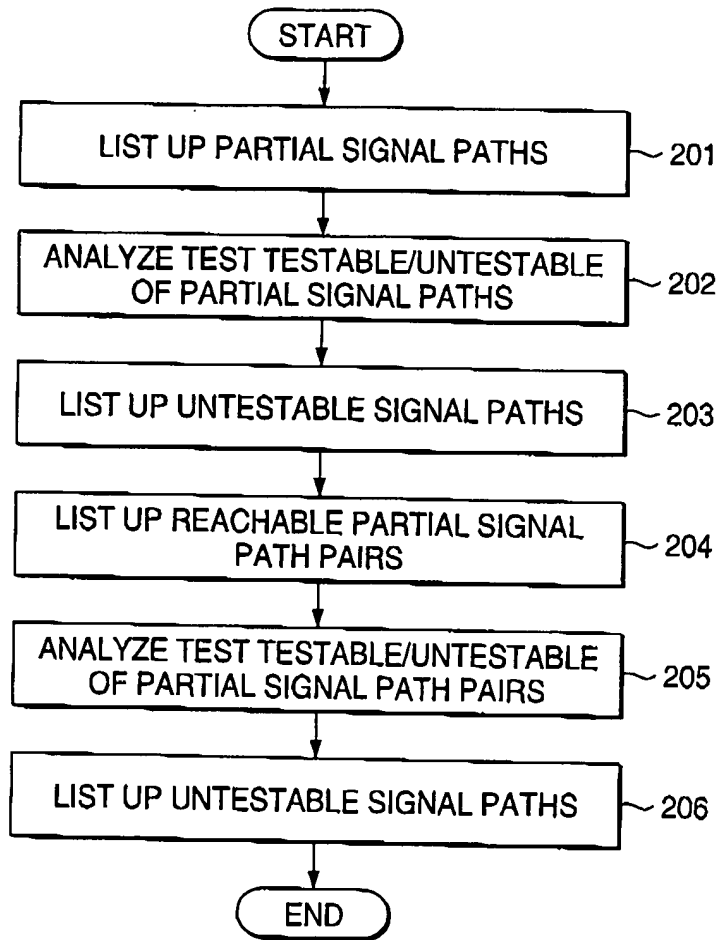 START
LIST UP PARTIAL SIGNAL PATHS
201
ANALYZE TEST TESTABLE/UNTESTABLE
OF PARTIAL SIGNAL PATHS
202
LIST UP UNTESTABLE SIGNAL PATHS
203
LIST UP REACHABLE PARTIAL SIGNAL
PATH PAIRS
204
ANALYZE TEST TESTABLE/UNTESTABLE
OF PARTIAL SIGNAL PATH PAIRS
205
LIST UP UNTESTABLE SIGNAL PATHS
206
END